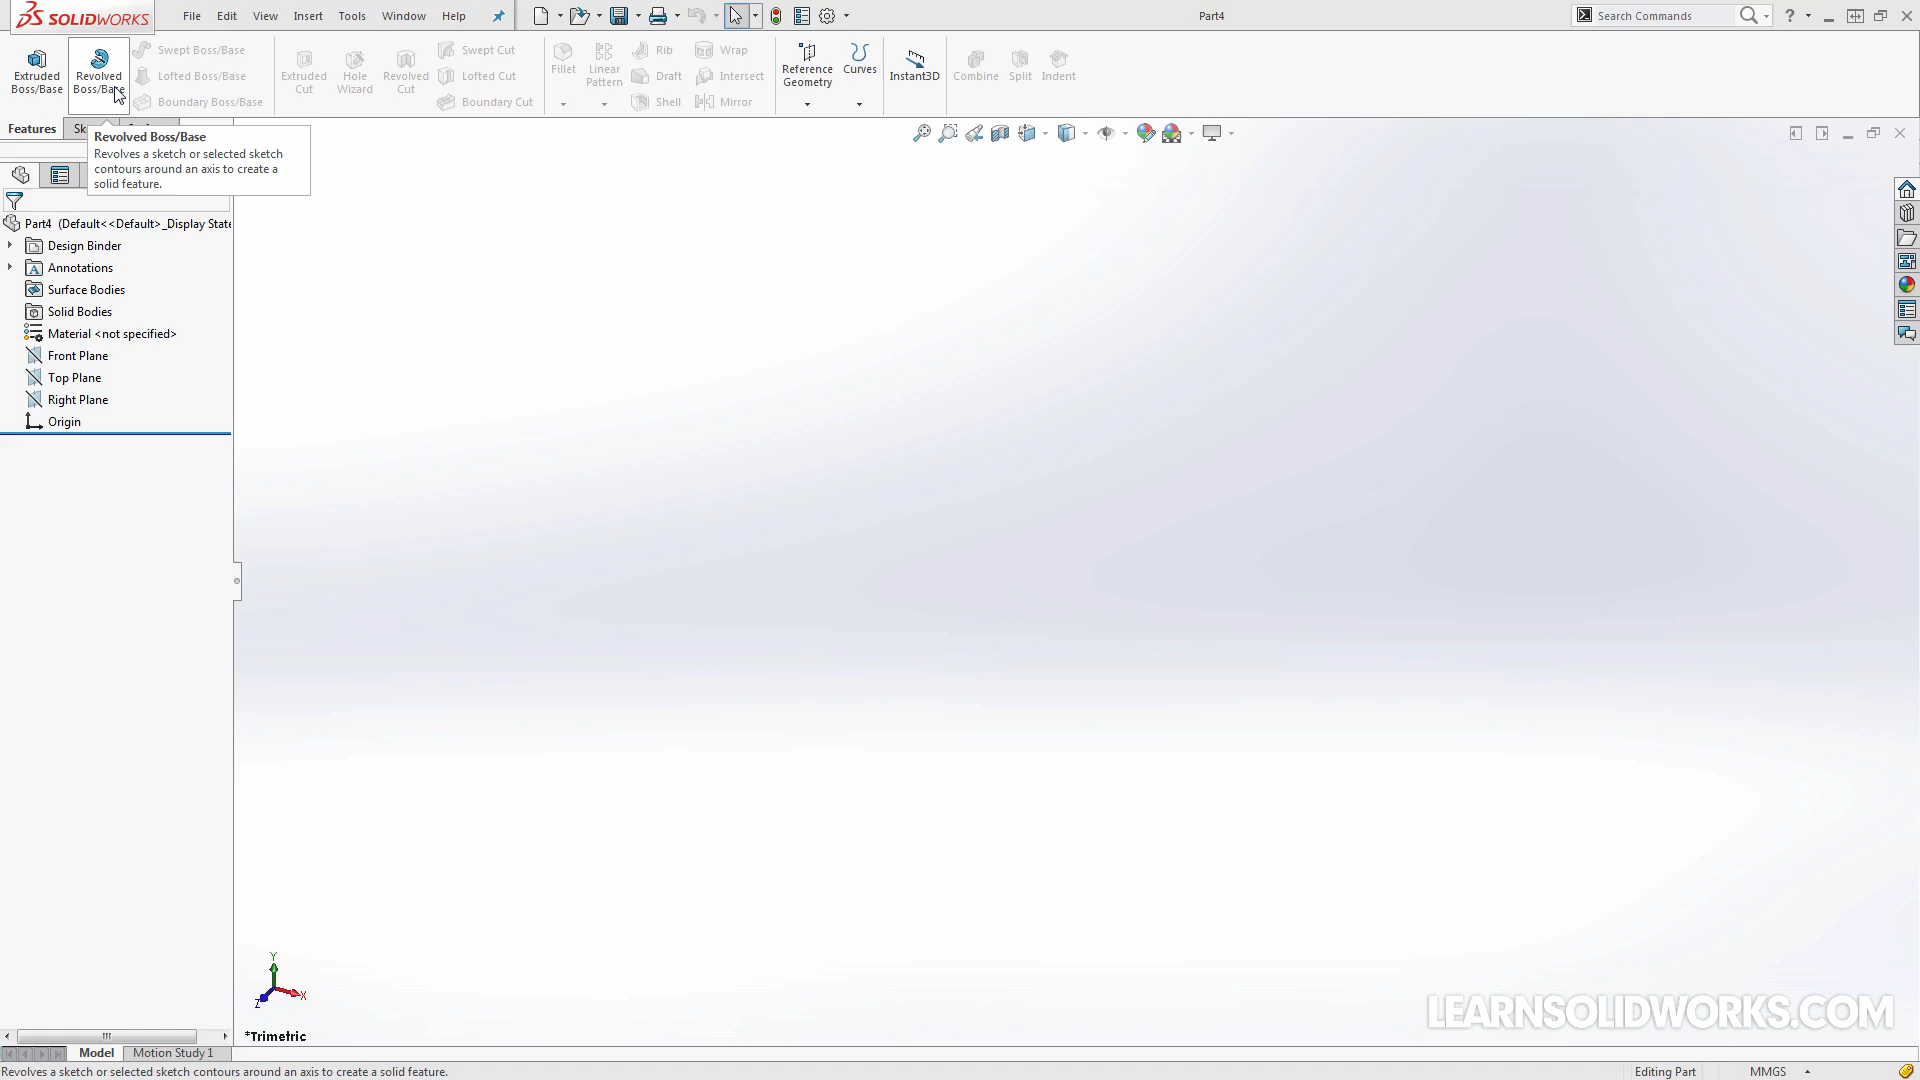 SOLIDWORKS
File Edit View Insert Tools Window Help
Part4
Search Commands
Extruded Boss/Base
Revolved Boss/Base
Swept Boss/Base
Lofted Boss/Base
Boundary Boss/Base
Extruded Cut
Hole Wizard
Revolved Cut
Swept Cut
Lofted Cut
Boundary Cut
Fillet
Linear Pattern
Rib
Draft
Shell
Wrap
Intersect
Mirror
Reference Geometry
Curves
Instant3D
Combine
Split
Indent
Features
Revolved Boss/Base
Revolves a sketch or selected sketch
contours around an axis to create a
solid feature.
Part4 (Default<<Default>_Display State
Design Binder
Annotations
Surface Bodies
Solid Bodies
Material <not specified>
Front Plane
Top Plane
Right Plane
Origin
Y
X
Z
*Trimetric
LEARNSOLIDWORKS.COM
Model Motion Study 1
Revolves a sketch or selected sketch contours around an axis to create a solid feature.
Editing Part
MMGS